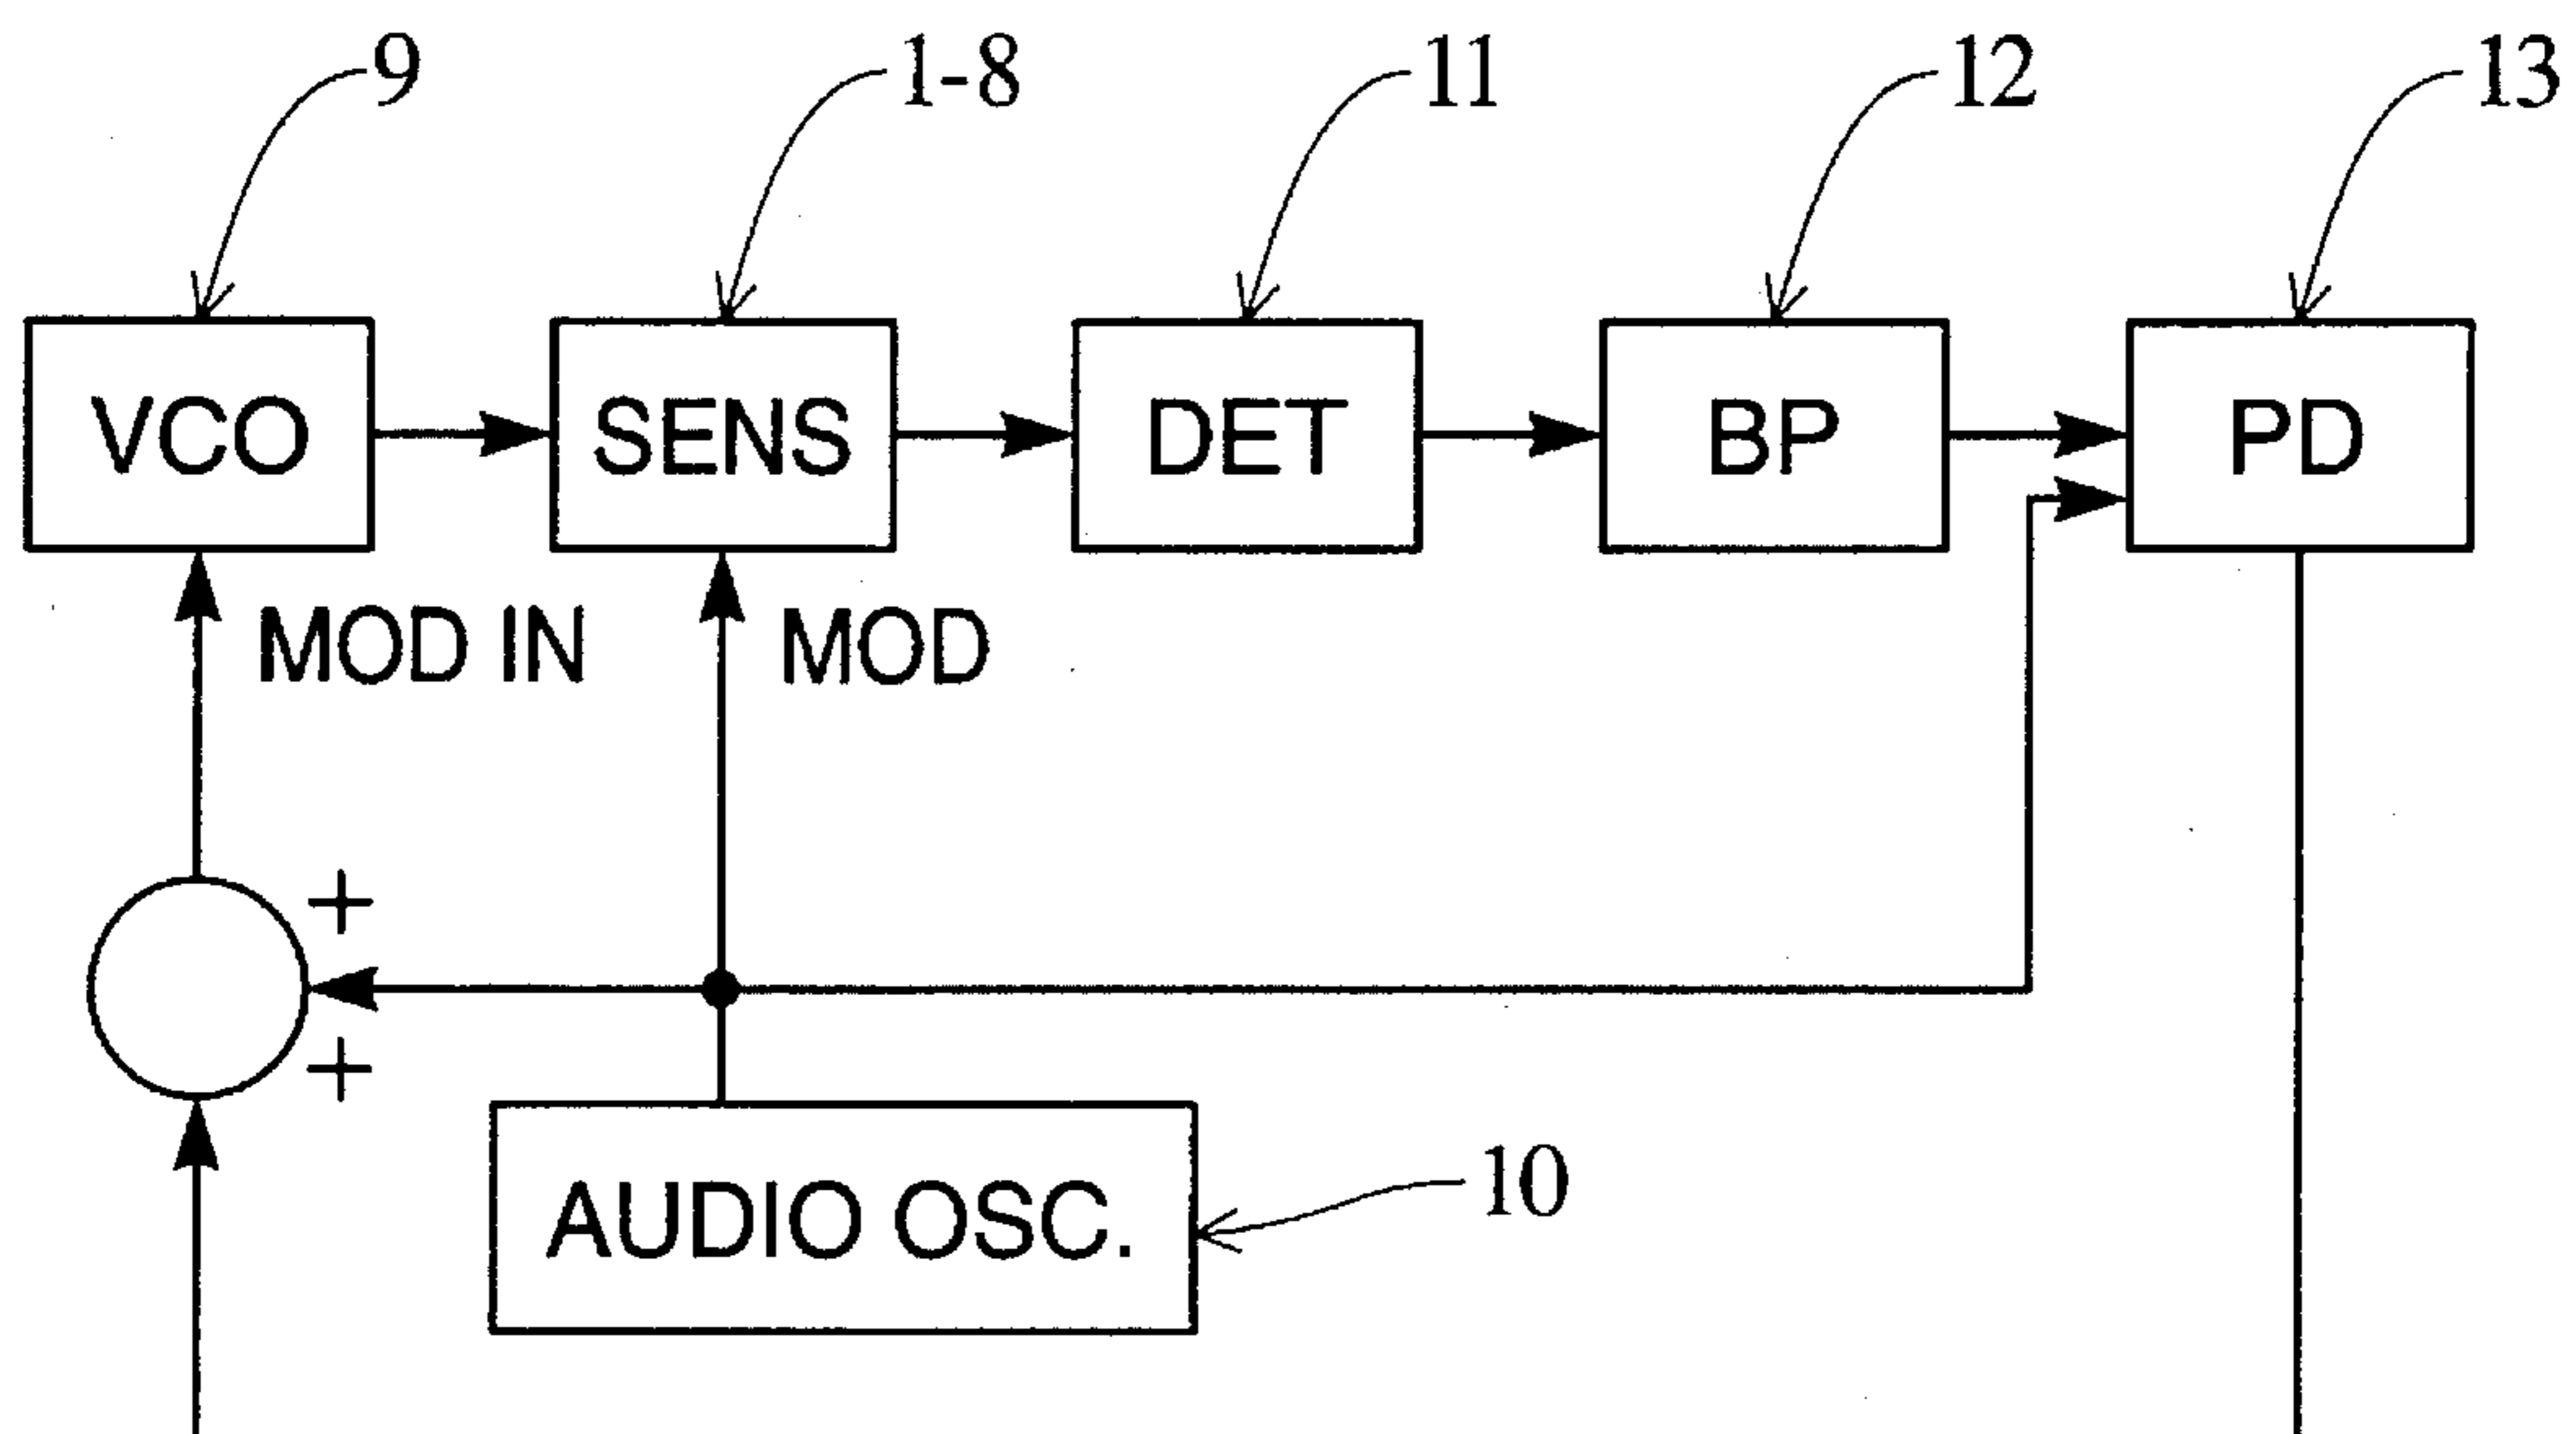 9 1-8 11 12 13
VCO SENS DET BP PD
MOD IN MOD
+
+
AUDIO OSC. 10